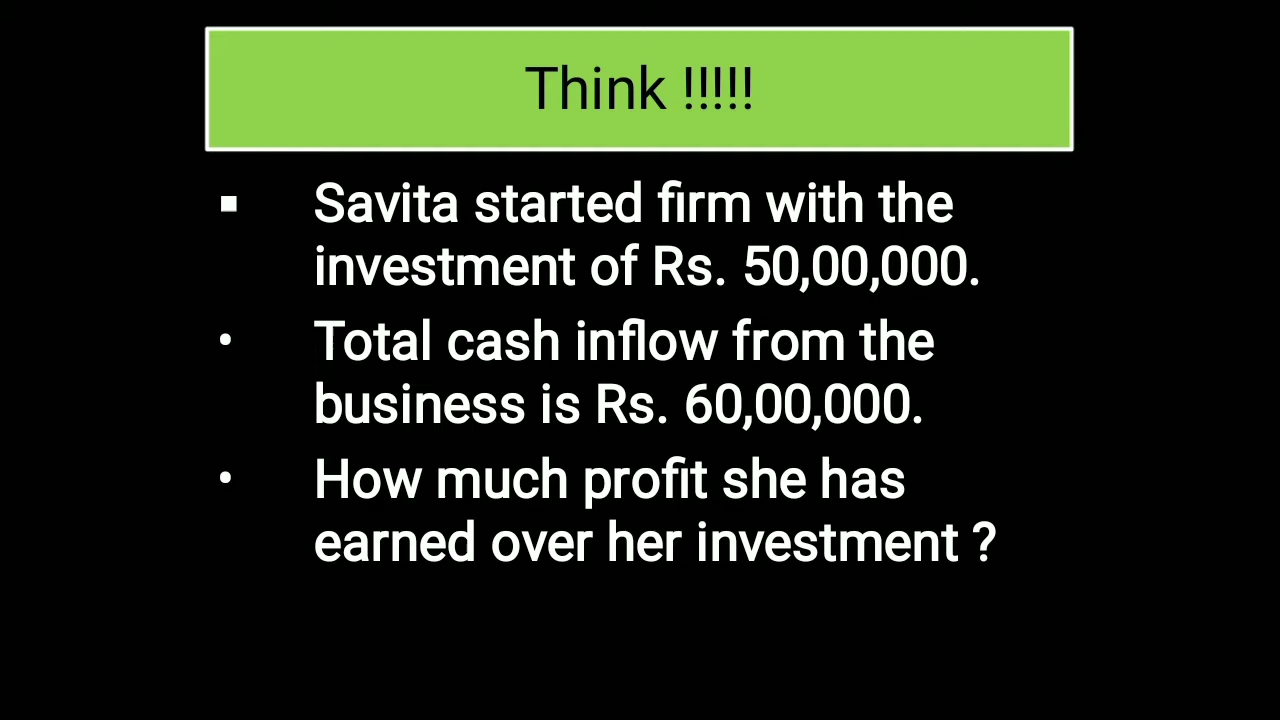 Think !!!!!
▪ Savita started firm with the
investment of Rs. 50,00,000.
• Total cash inflow from the
business is Rs. 60,00,000.
• How much profit she has
earned over her investment ?